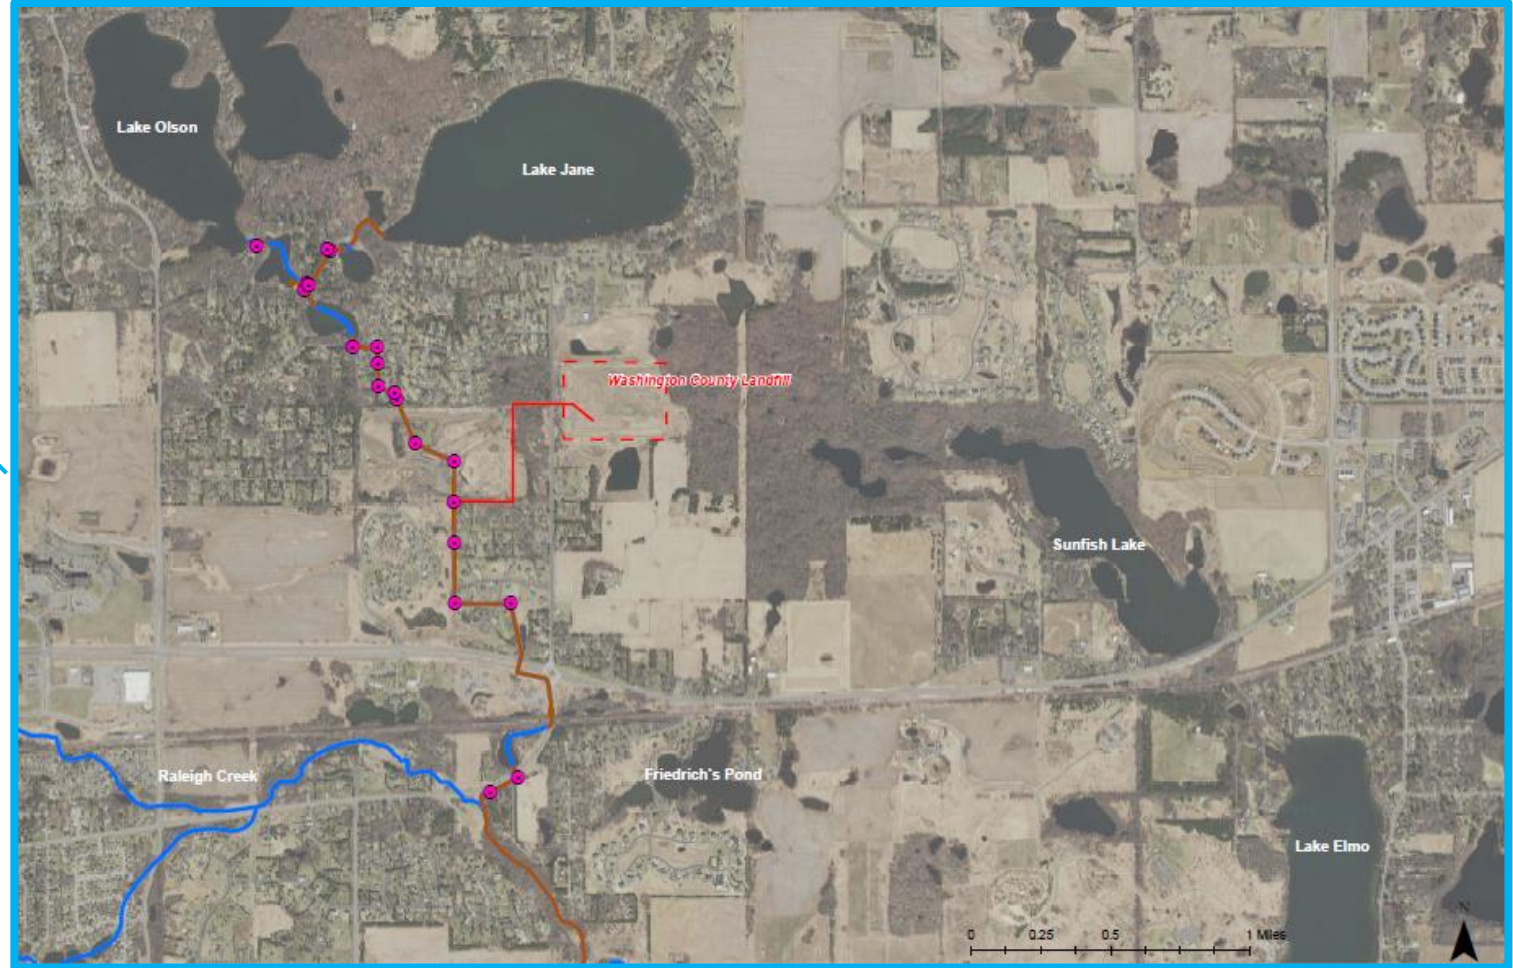 Lake Olson
Lake Jane
Washington County Landfill
Sunfish Lake
Raleigh Creek
Friedrich's Pond
Lake Elmo
N
0 0.25 0.5 1 Miles